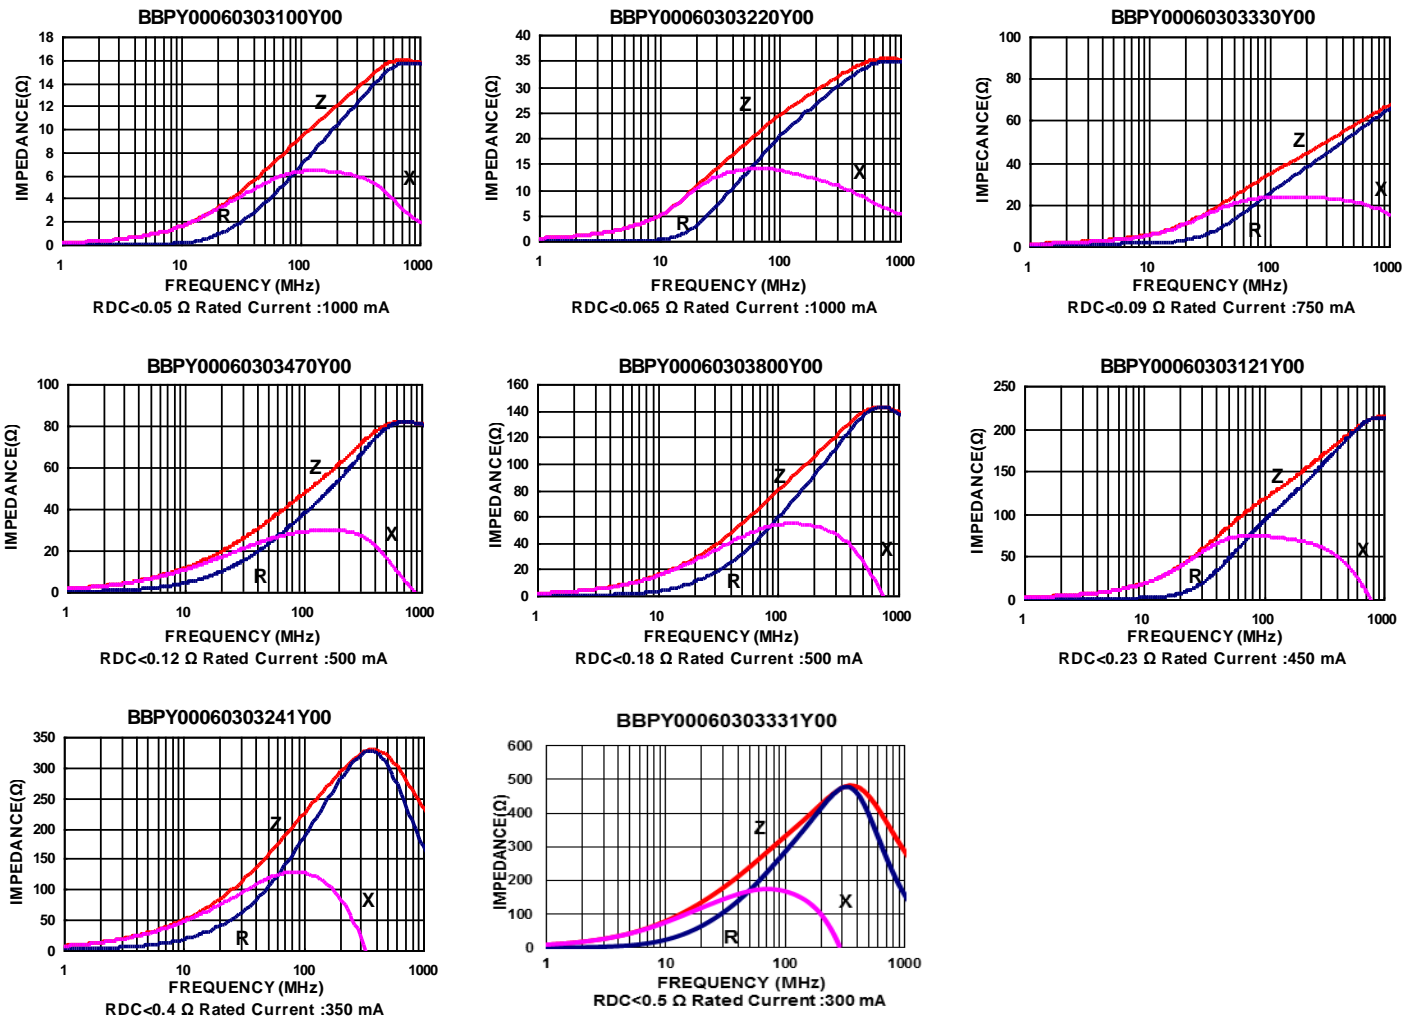 BBPY00060303100Y00
IMPEDANCE(Ω)
18
16
14
12
10
8
6
4
2
0
Z
R
X
1 10 100 1000
FREQUENCY (MHz)
RDC<0.05 Ω Rated Current :1000 mA
BBPY00060303220Y00
IMPEDANCE(Ω)
40
35
30
25
20
15
10
5
0
Z
R
X
1 10 100 1000
FREQUENCY (MHz)
RDC<0.065 Ω Rated Current :1000 mA
BBPY00060303330Y00
IMPECANCE(Ω)
100
80
60
40
20
0
Z
R
X
1 10 100 1000
FREQUENCY (MHz)
RDC<0.09 Ω Rated Current :750 mA
BBPY00060303470Y00
IMPEDANCE(Ω)
100
80
60
40
20
0
Z
R
X
1 10 100 1000
FREQUENCY (MHz)
RDC<0.12 Ω Rated Current :500 mA
BBPY00060303800Y00
IMPEDANCE(Ω)
160
140
120
100
80
60
40
20
0
Z
R
X
1 10 100 1000
FREQUENCY (MHz)
RDC<0.18 Ω Rated Current :500 mA
BBPY00060303121Y00
IMPEDANCE(Ω)
250
200
150
100
50
0
Z
R
X
1 10 100 1000
FREQUENCY (MHz)
RDC<0.23 Ω Rated Current :450 mA
BBPY00060303241Y00
IMPEDANCE(Ω)
350
300
250
200
150
100
50
0
Z
R
X
1 10 100 1000
FREQUENCY (MHz)
RDC<0.4 Ω Rated Current :350 mA
BBPY00060303331Y00
IMPEDANCE(Ω)
600
500
400
300
200
100
0
Z
R
X
1 10 100 1000
FREQUENCY (MHz)
RDC<0.5 Ω Rated Current :300 mA